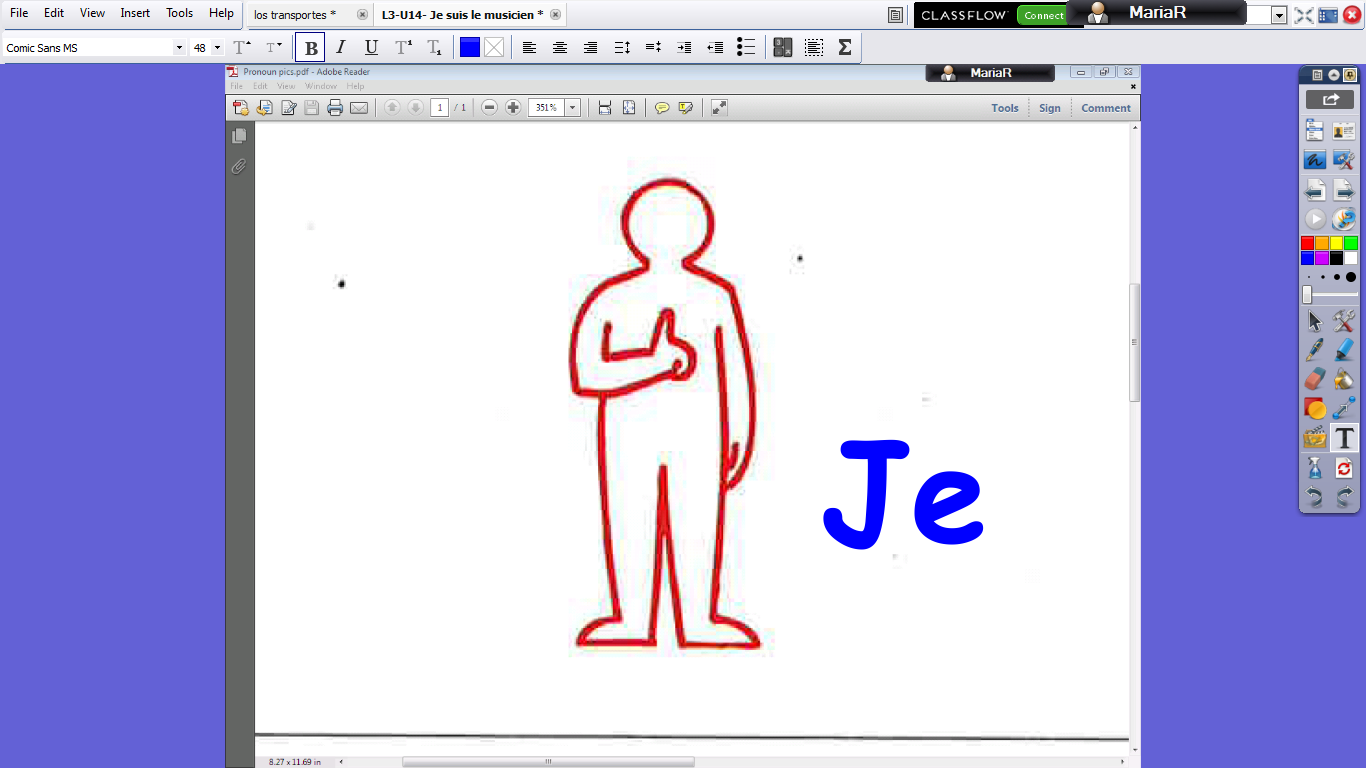 File Edit View Insert Tools Help
los transportes *
L3-U14- Je suis le musicien *
CLASSFLOW
Connect
MariaR
Comic Sans MS
48
T T B I U T¹ T₁ Σ
Pronoun pics.pdf - Adobe Reader
MariaR
File Edit View Window Help
1 / 1
351%
Tools Sign Comment
Je
T
8.27 x 11.69 in